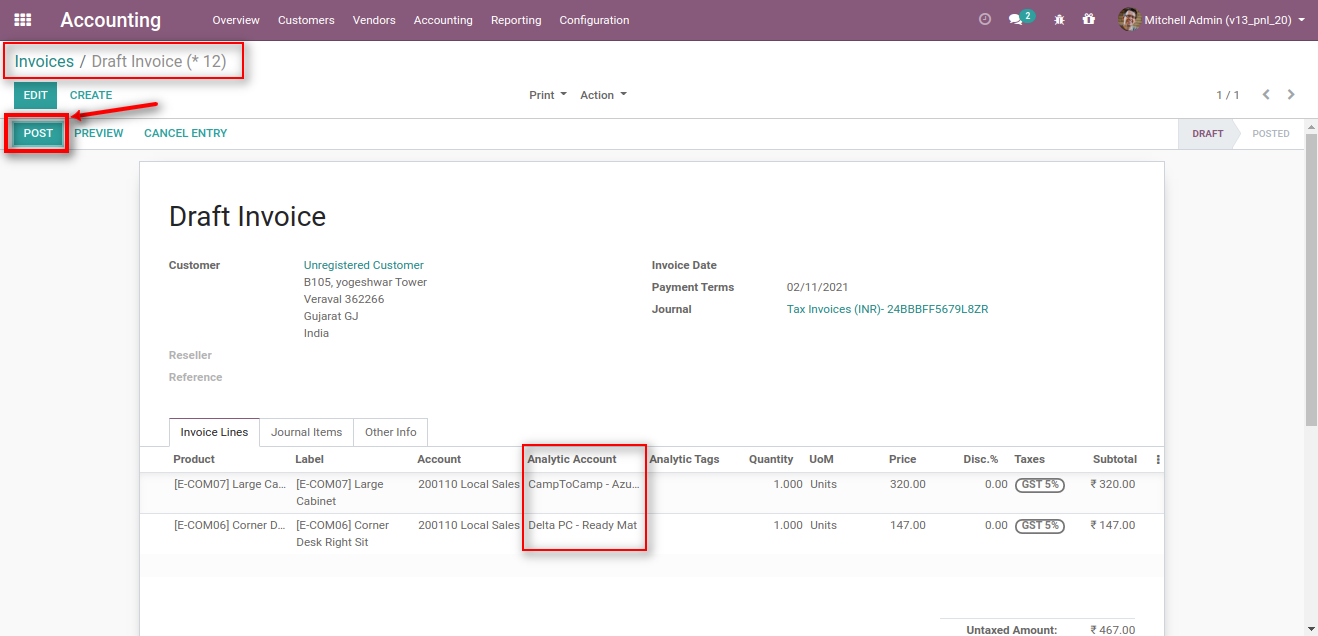 Accounting Overview Customers Vendors Accounting Reporting Configuration 2 Mitchell Admin (v13_pnl_20)
Invoices / Draft Invoice (* 12)
EDIT CREATE Print Action 1 / 1
POST PREVIEW CANCEL ENTRY DRAFT POSTED
Draft Invoice
Customer Unregistered Customer Invoice Date
B105, yogeshwar Tower Payment Terms 02/11/2021
Veraval 362266
Gujarat GJ Journal Tax Invoices (INR)- 24BBBFF5679L8ZR
India
Reseller
Reference
Invoice Lines Journal Items Other Info
Product Label Account Analytic Account Analytic Tags Quantity UoM Price Disc.% Taxes Subtotal
[E-COM07] Large Ca... [E-COM07] Large 200110 Local Sales CampToCamp - Azu... 1.000 Units 320.00 0.00 GST 5% ₹ 320.00
Cabinet
[E-COM06] Corner D... [E-COM06] Corner 200110 Local Sales Delta PC - Ready Mat 1.000 Units 147.00 0.00 GST 5% ₹ 147.00
Desk Right Sit
Untaxed Amount: ₹ 467.00